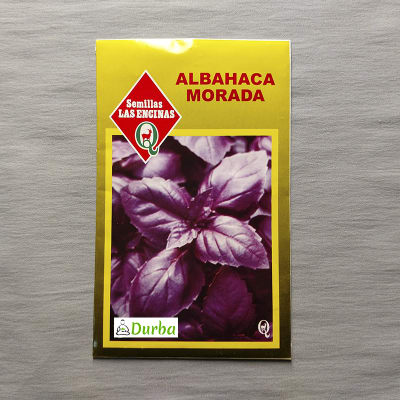 ALBAHACA
MORADA
Semillas
LAS ENCINAS
Q
Durba
Q